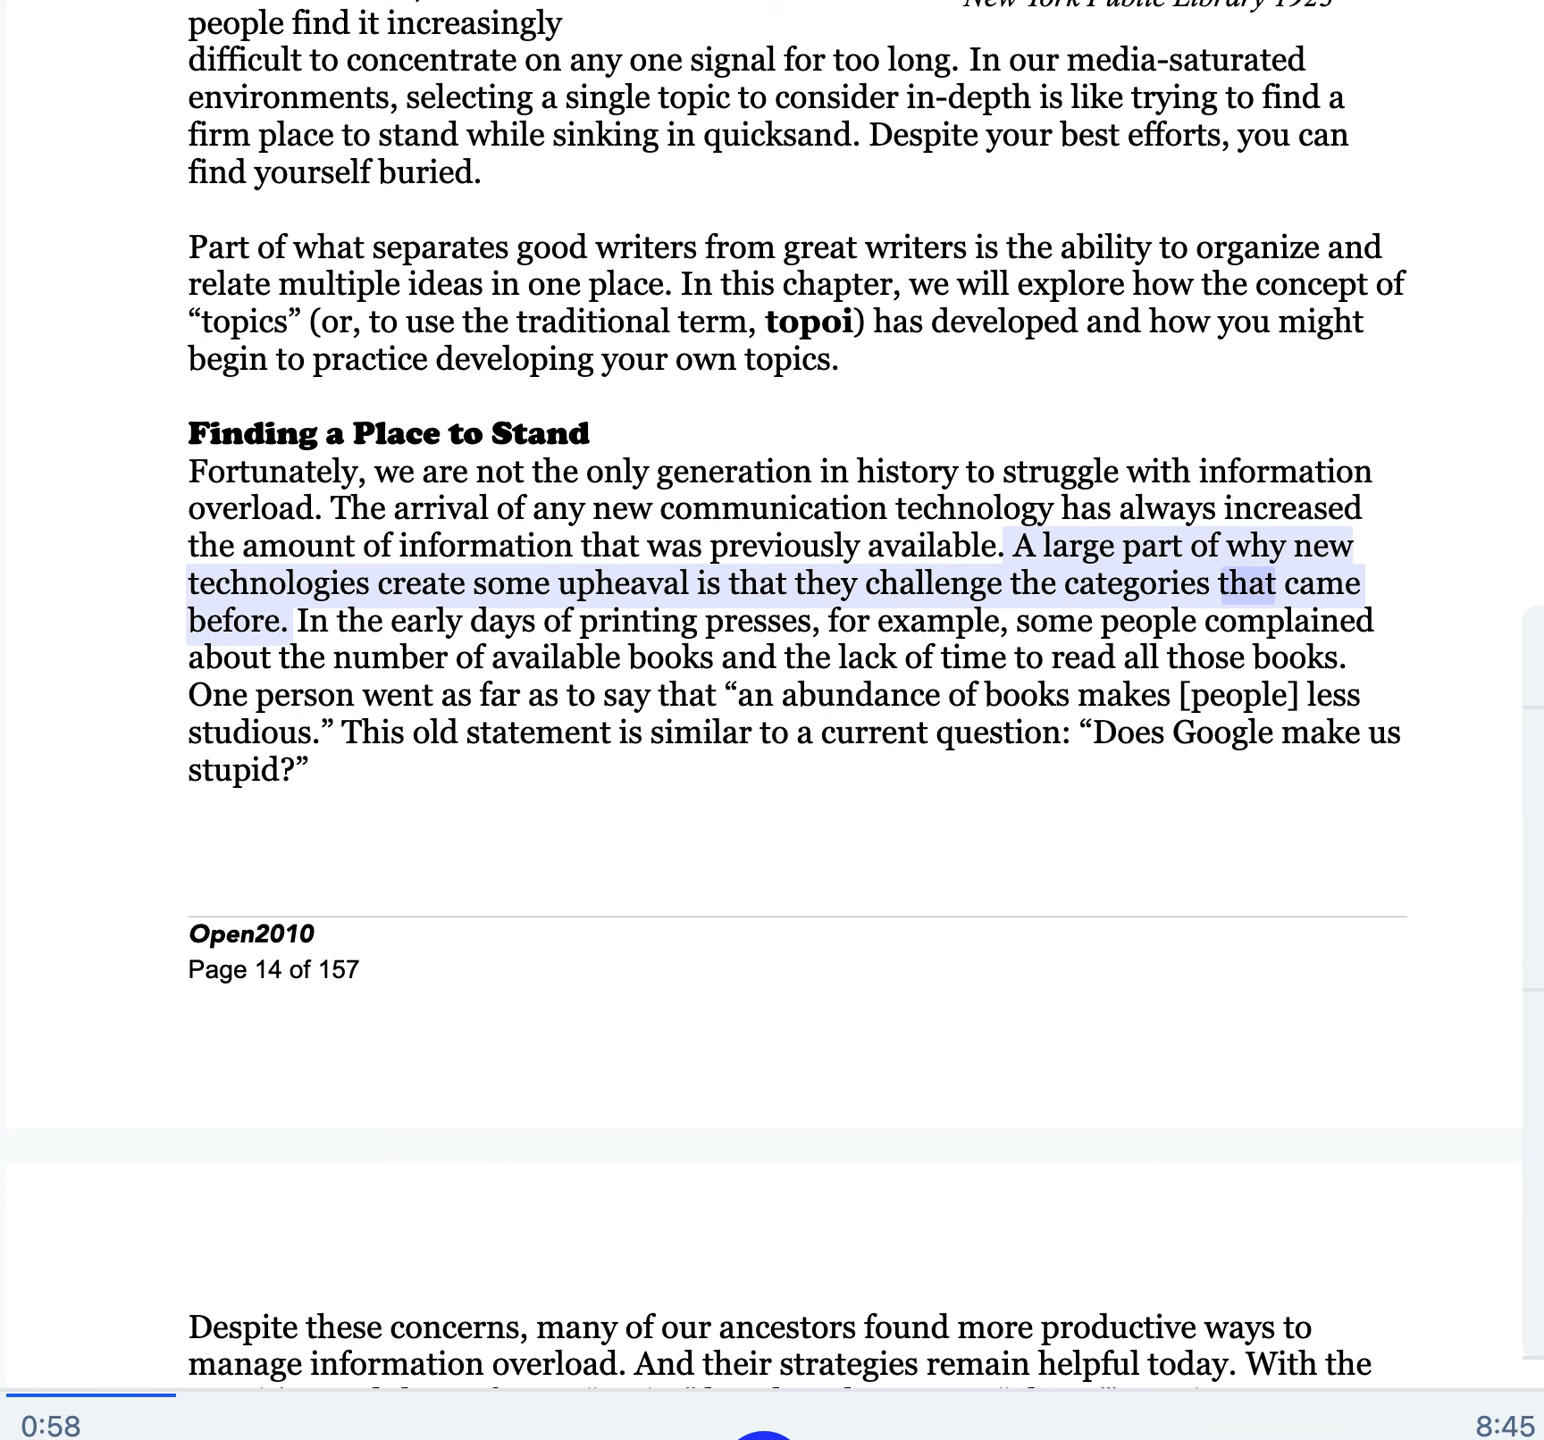 New York Public Library 1923
people find it increasingly
difficult to concentrate on any one signal for too long. In our media-saturated
environments, selecting a single topic to consider in-depth is like trying to find a
firm place to stand while sinking in quicksand. Despite your best efforts, you can
find yourself buried.
Part of what separates good writers from great writers is the ability to organize and
relate multiple ideas in one place. In this chapter, we will explore how the concept of
“topics” (or, to use the traditional term, topoi) has developed and how you might
begin to practice developing your own topics.
Finding a Place to Stand
Fortunately, we are not the only generation in history to struggle with information
overload. The arrival of any new communication technology has always increased
the amount of information that was previously available. A large part of why new
technologies create some upheaval is that they challenge the categories that came
before. In the early days of printing presses, for example, some people complained
about the number of available books and the lack of time to read all those books.
One person went as far as to say that “an abundance of books makes [people] less
studious.” This old statement is similar to a current question: “Does Google make us
stupid?”
Open2010
Page 14 of 157
Despite these concerns, many of our ancestors found more productive ways to
manage information overload. And their strategies remain helpful today. With the
0:58
8:45